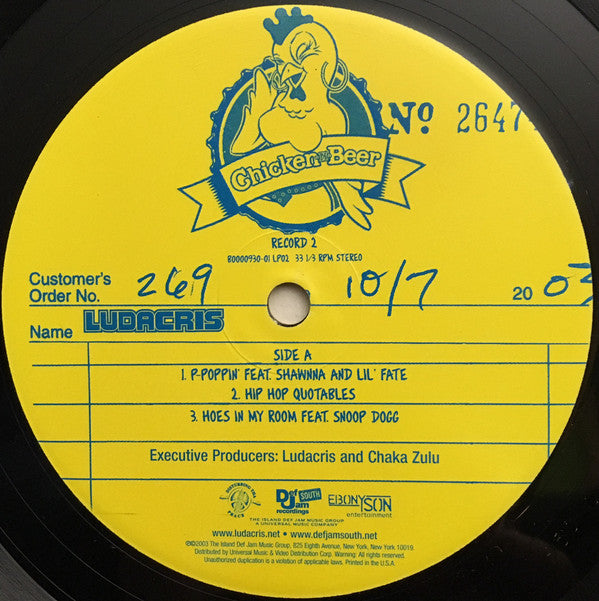 Nº 2647
Chicken -N- Beer
RECORD 2
B0000930-01 LP02 33 1/3 RPM STEREO
Customer's
Order No. 269 10/7 20 03
Name LUDACRIS
SIDE A
1. P-POPPIN' FEAT. SHAWNNA AND LIL' FATE
2. HIP HOP QUOTABLES
3. HOES IN MY ROOM FEAT. SNOOP DOGG
Executive Producers: Ludacris and Chaka Zulu
DISTURBING THA PEACE
Def Jam recordings SOUTH
EBONY SON entertainment
THE ISLAND DEF JAM MUSIC GROUP
A UNIVERSAL MUSIC COMPANY
www.ludacris.net • www.defjamsouth.net
℗©2003 The Island Def Jam Music Group, 825 Eighth Avenue, New York, New York 10019.
Distributed by Universal Music & Video Distribution Corp. Warning: All rights reserved.
Unauthorized duplication is a violation of applicable laws. Printed in the U.S.A.